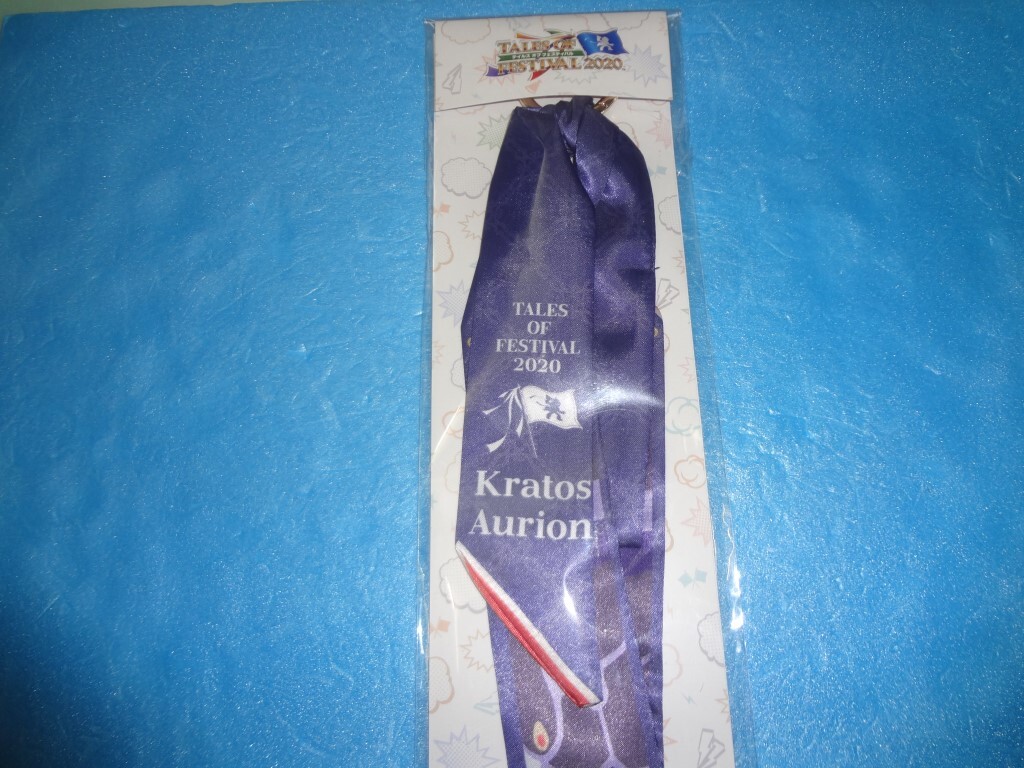 TALES OF
FESTIVAL 2020
TALES
OF
FESTIVAL
2020
Kratos
Aurion